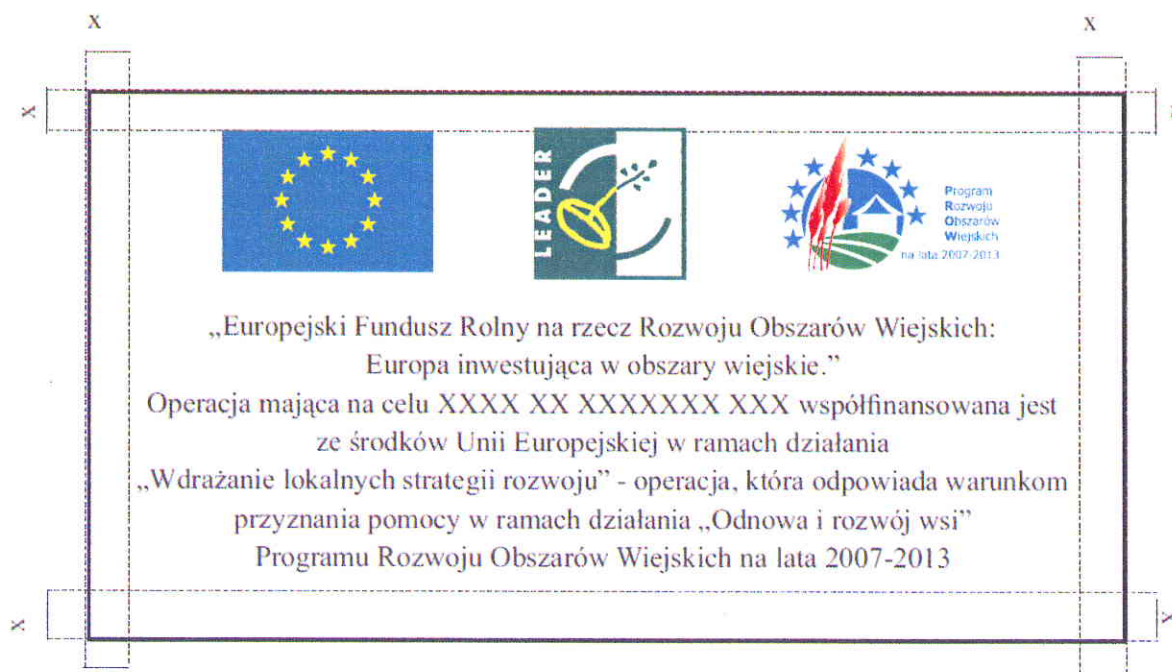 x
x
x
LEADER
Program
Rozwoju
Obszarów
Wiejskich
na lata 2007-2013
„Europejski Fundusz Rolny na rzecz Rozwoju Obszarów Wiejskich:
Europa inwestująca w obszary wiejskie.”
Operacja mająca na celu XXXX XX XXXXXXX XXX współfinansowana jest
ze środków Unii Europejskiej w ramach działania
„Wdrażanie lokalnych strategii rozwoju” - operacja, która odpowiada warunkom
przyznania pomocy w ramach działania „Odnowa i rozwój wsi”
Programu Rozwoju Obszarów Wiejskich na lata 2007-2013
x
x